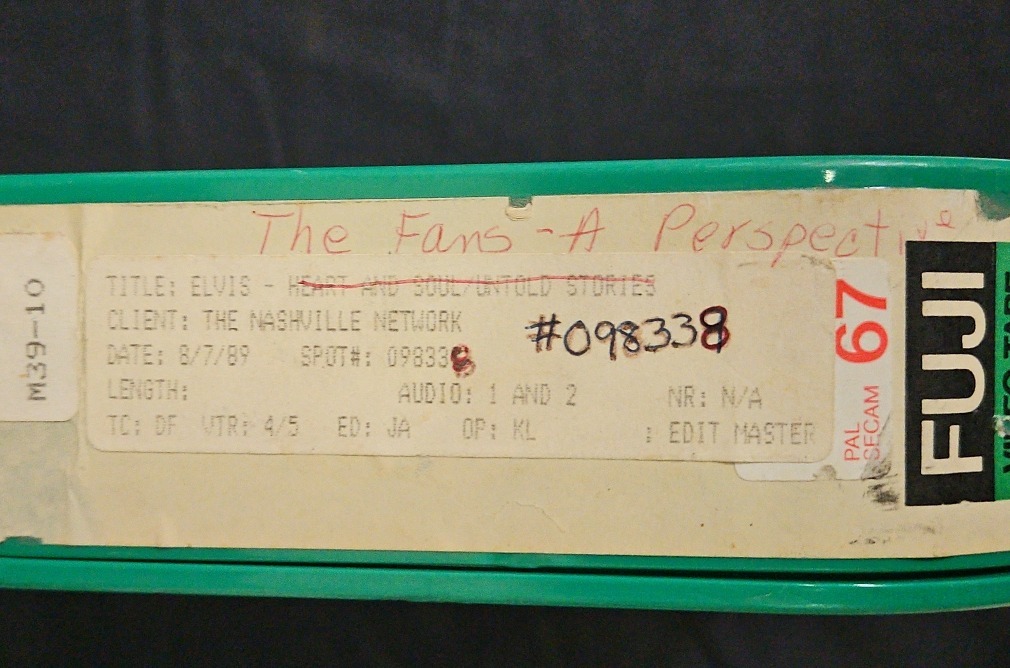 The Fans - A Perspective
TITLE: ELVIS - HEART AND SOUL/UNTOLD STORIES
CLIENT: THE NASHVILLE NETWORK
#098338
DATE: 8/7/89 SPOT#: 098338
LENGTH: AUDIO: 1 AND 2 NR: N/A
TC: DF VTR: 4/5 ED: JA OP: KL : EDIT MASTER
M39-10
67
PAL
SECAM
FUJI
VIDEO TAPE